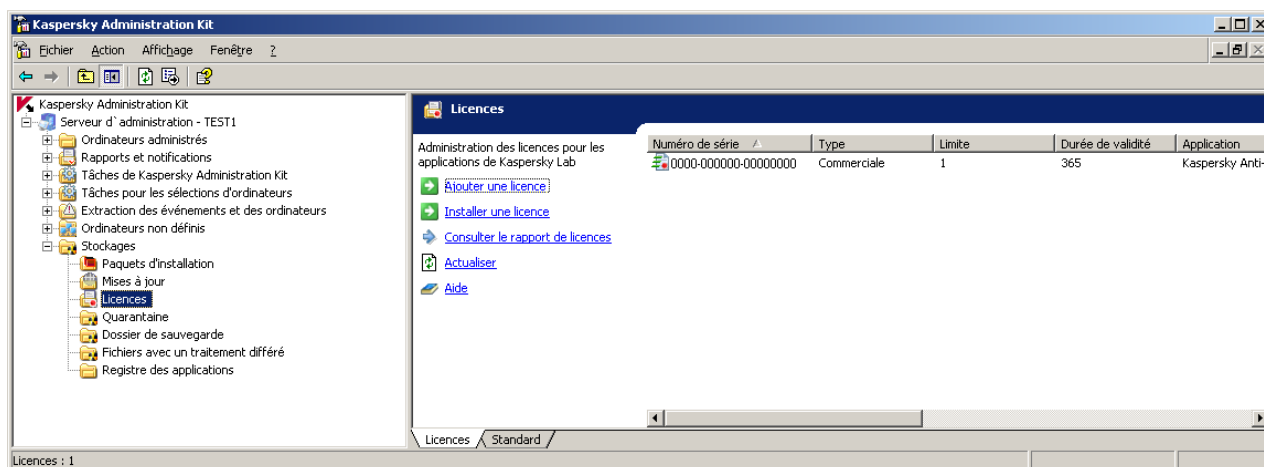 Kaspersky Administration Kit
Fichier Action Affichage Fenêtre ?
Kaspersky Administration Kit
Serveur d`administration - TEST1
Ordinateurs administrés
Rapports et notifications
Tâches de Kaspersky Administration Kit
Tâches pour les sélections d'ordinateurs
Extraction des événements et des ordinateurs
Ordinateurs non définis
Stockages
Paquets d'installation
Mises à jour
Licences
Quarantaine
Dossier de sauvegarde
Fichiers avec un traitement différé
Registre des applications
Licences
Administration des licences pour les
applications de Kaspersky Lab
Ajouter une licence
Installer une licence
Consulter le rapport de licences
Actualiser
Aide
Numéro de série Type Limite Durée de validité Application
0000-000000-00000000 Commerciale 1 365 Kaspersky Anti-
Licences Standard
Licences : 1